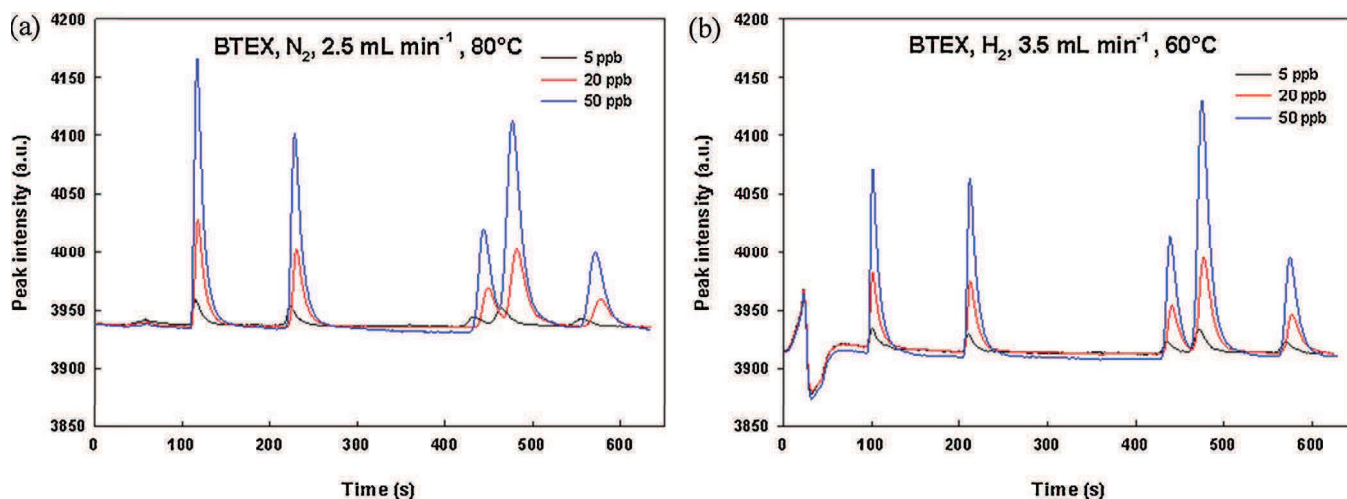 (a)
BTEX, N₂, 2.5 mL min⁻¹ , 80°C
5 ppb
20 ppb
50 ppb
Peak intensity (a.u.)
4200
4150
4100
4050
4000
3950
3900
3850
0 100 200 300 400 500 600
Time (s)
(b)
BTEX, H₂, 3.5 mL min⁻¹, 60°C
5 ppb
20 ppb
50 ppb
Peak intensity (a.u.)
4200
4150
4100
4050
4000
3950
3900
3850
0 100 200 300 400 500 600
Time (s)